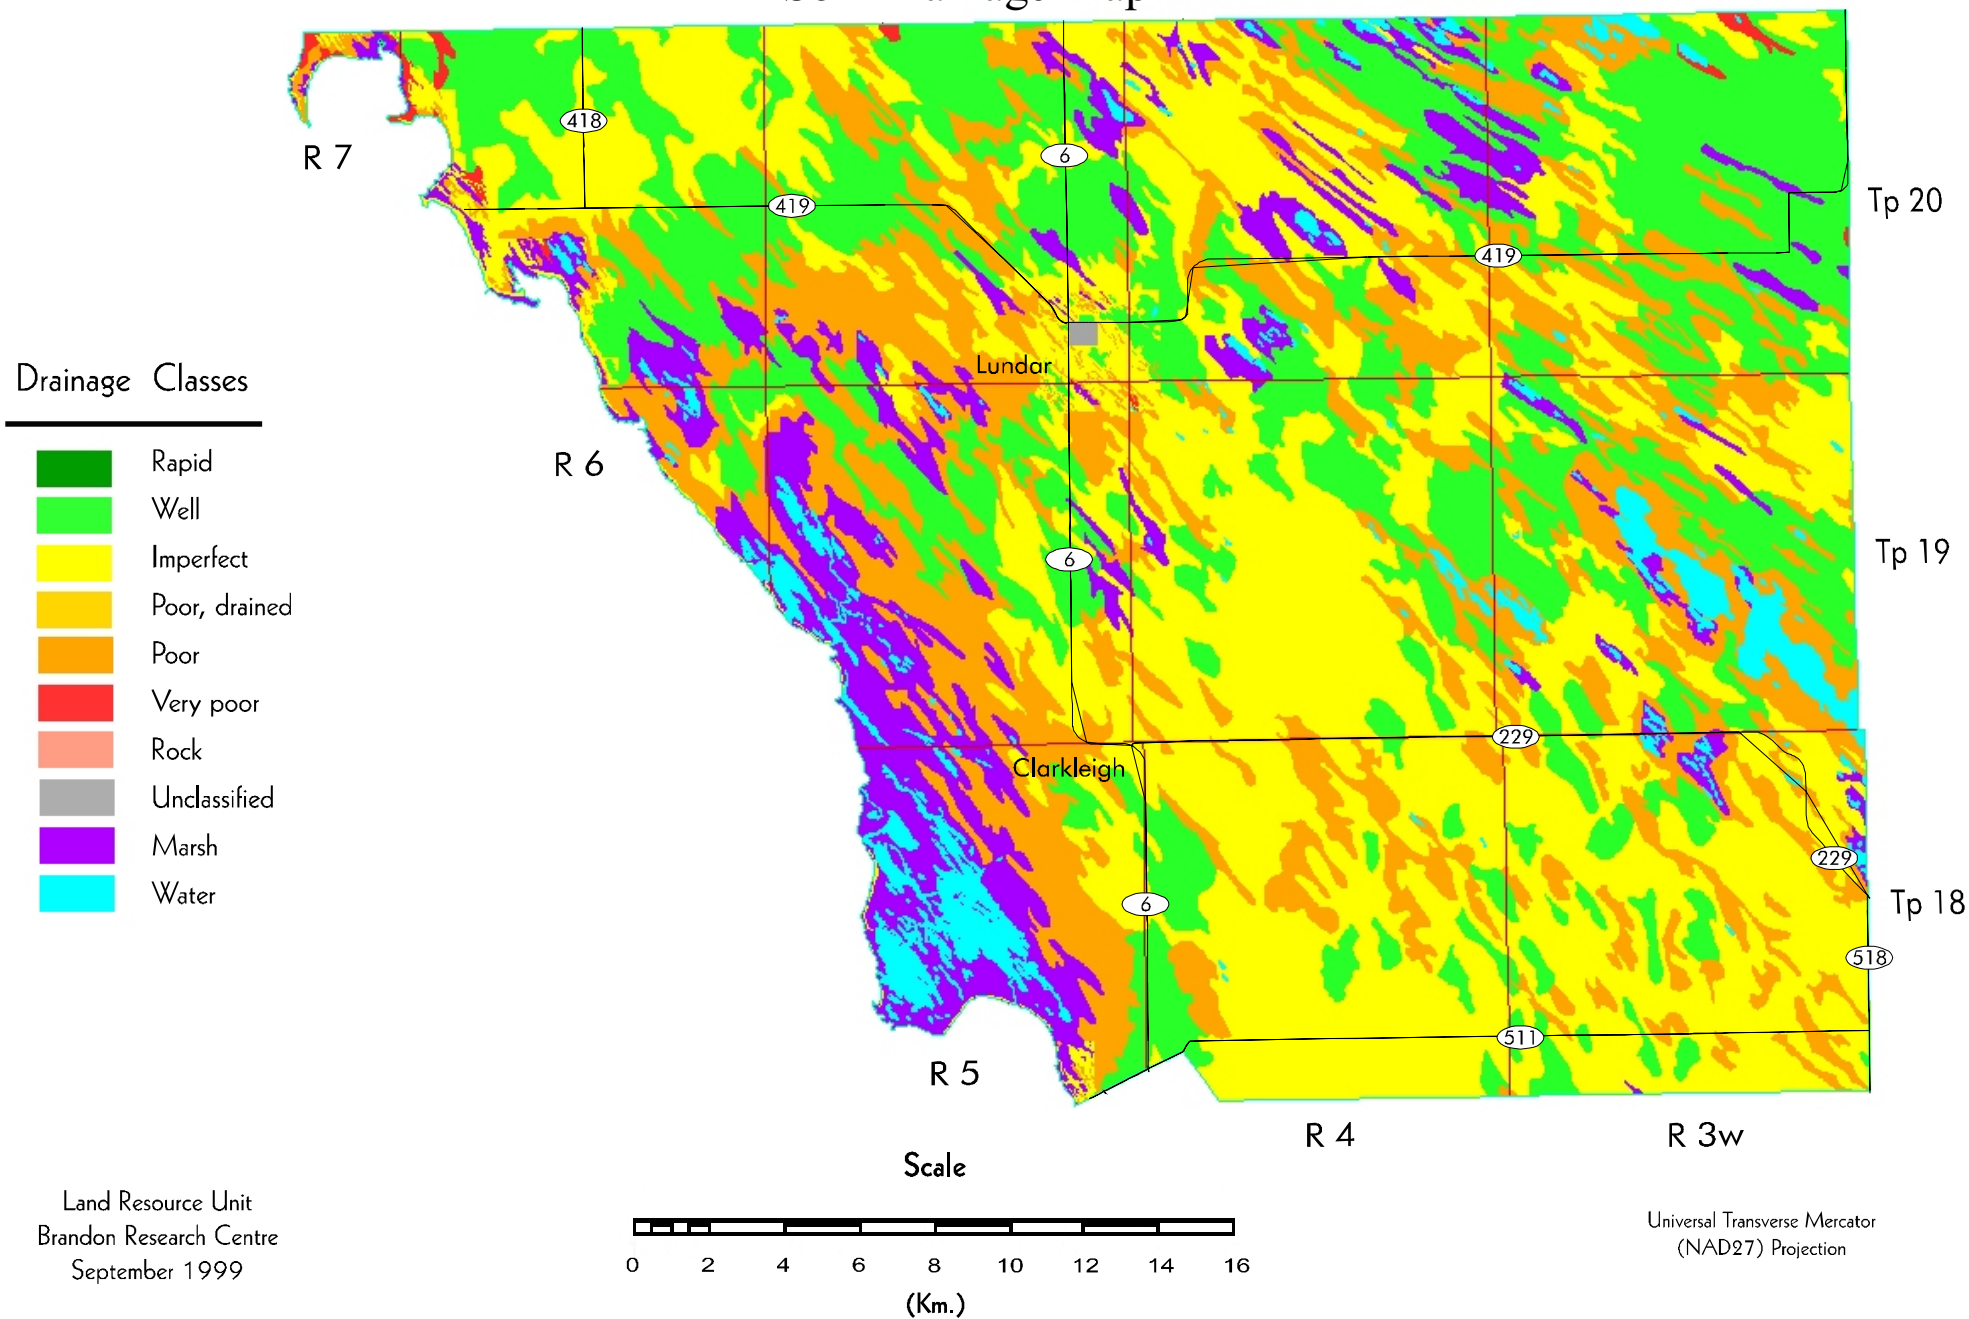 R 7
418
6
419
Tp 20
419
Lundar
Drainage Classes
Rapid
Well
Imperfect
Poor, drained
Poor
Very poor
Rock
Unclassified
Marsh
Water
R 6
6
Tp 19
229
Clarkleigh
229
6
Tp 18
518
511
R 5
R 4
R 3w
Scale
0 2 4 6 8 10 12 14 16
(Km.)
Land Resource Unit
Brandon Research Centre
September 1999
Universal Transverse Mercator
(NAD27) Projection